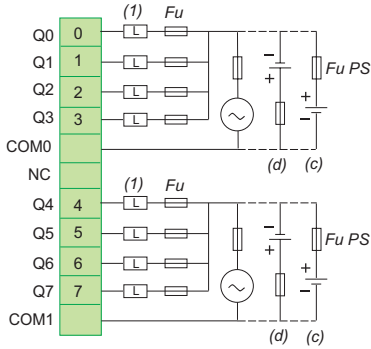 (1) Fu
Q0 0 L
Q1 1 L
Q2 2 L
Q3 3 L
− + + − Fu PS
COM0
(d) (c)
NC
(1) Fu
Q4 4 L
Q5 5 L
Q6 6 L
Q7 7 L
− + + − Fu PS
COM1
(d) (c)